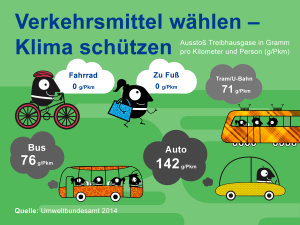 Verkehrsmittel wählen –
Klima schützen
Ausstoß Treibhausgase in Gramm
pro Kilometer und Person (g/Pkm)
Fahrrad
0 g/Pkm
Zu Fuß
0 g/Pkm
Tram/U-Bahn
71 g/Pkm
Bus
76 g/Pkm
Auto
142 g/Pkm
Quelle: Umweltbundesamt 2014